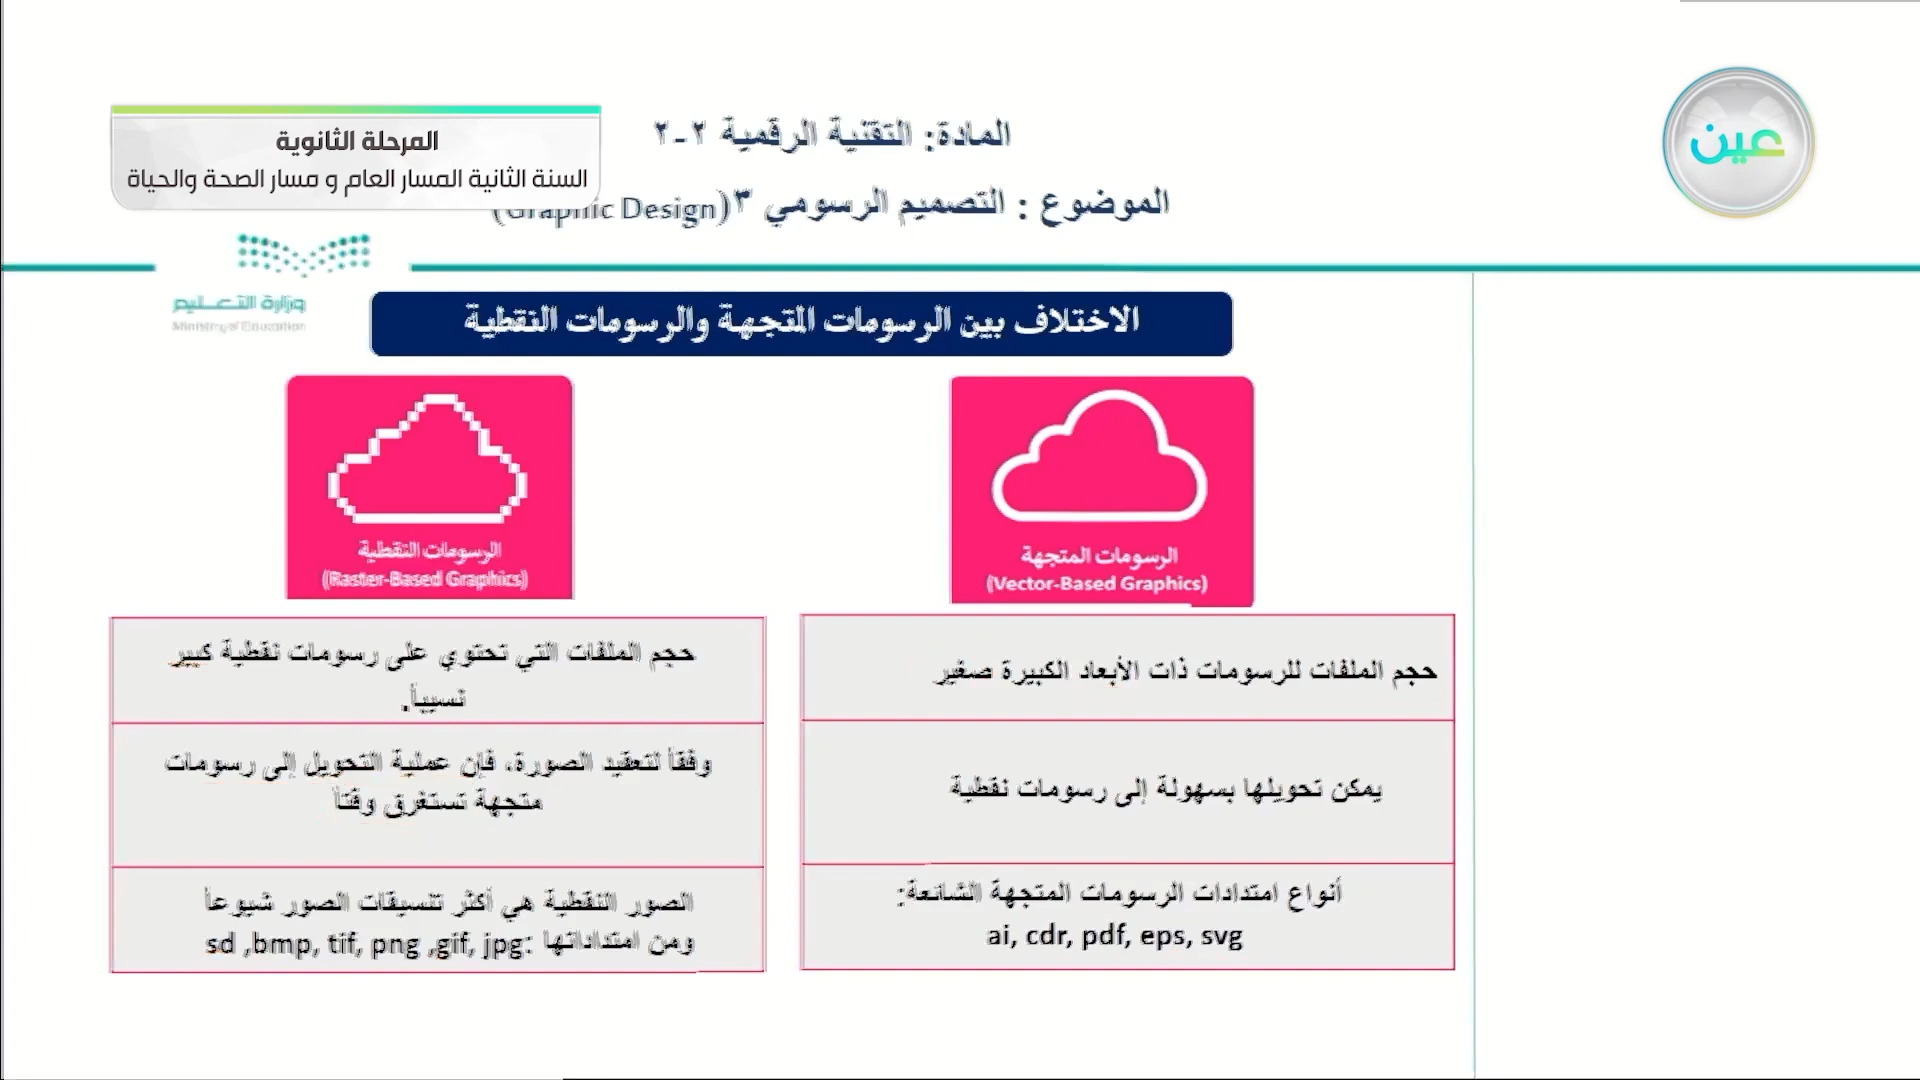 عين
المادة: التقنية الرقمية ٢-٢
المرحلة الثانوية
السنة الثانية المسار العام و مسار الصحة والحياة
الموضوع : التصميم الرسومي ٣ (Graphic Design)
وزارة التعليم
Ministry of Education
الاختلاف بين الرسومات المتجهة والرسومات النقطية
الرسومات المتجهة
(Vector-Based Graphics)
حجم الملفات للرسومات ذات الأبعاد الكبيرة صغير
يمكن تحويلها بسهولة إلى رسومات نقطية
أنواع امتدادات الرسومات المتجهة الشائعة:
ai, cdr, pdf, eps, svg
الرسومات النقطية
(Raster-Based Graphics)
حجم الملفات التي تحتوي على رسومات نقطية كبير
نسبياً.
وفقاً لتعقيد الصورة، فإن عملية التحويل إلى رسومات
متجهة تستغرق وقتاً
الصور النقطية هي أكثر تنسيقات الصور شيوعاً
ومن امتداداتها :sd ,bmp, tif, png ,gif, jpg